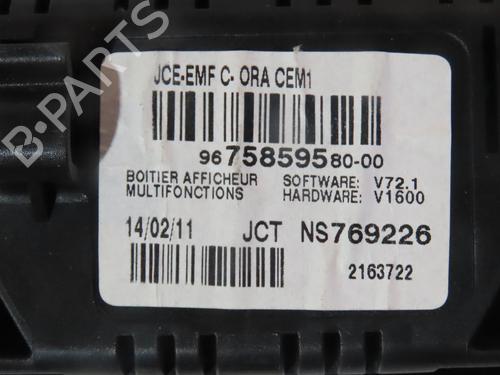 JCE-EMF C- ORA CEM1
9675859580-00
BOITIER AFFICHEUR SOFTWARE: V72.1
MULTIFONCTIONS HARDWARE: V1600
14/02/11 JCT NS769226
2163722
B-PARTS